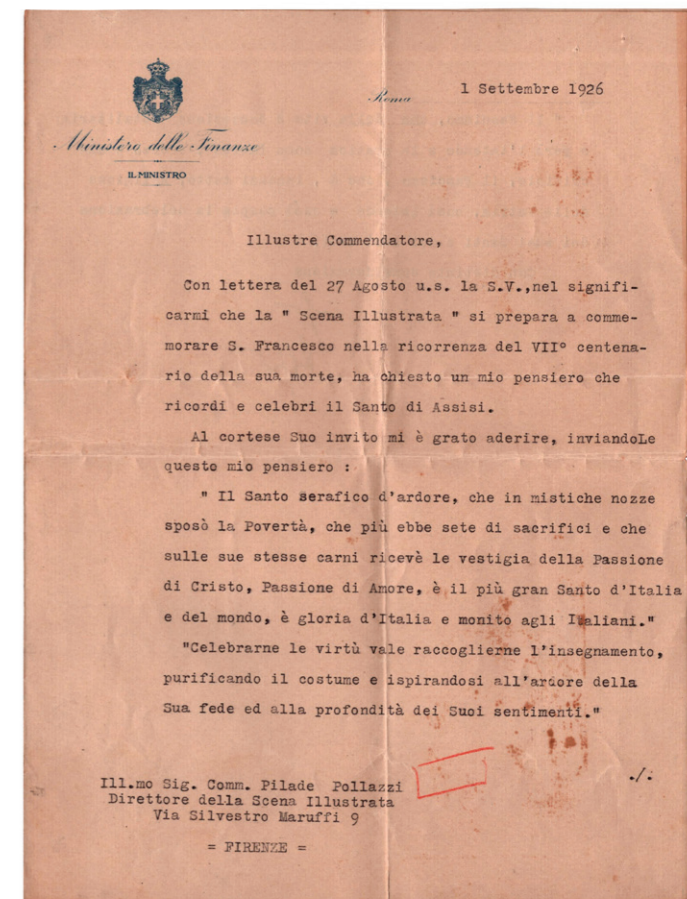 Roma 1 Settembre 1926
Ministero delle Finanze
IL MINISTRO
Illustre Commendatore,
Con lettera del 27 Agosto u.s. la S.V.,nel signifi-
carmi che la " Scena Illustrata " si prepara a comme-
morare S. Francesco nella ricorrenza del VII° centena-
rio della sua morte, ha chiesto un mio pensiero che
ricordi e celebri il Santo di Assisi.
Al cortese Suo invito mi è grato aderire, inviandoLe
questo mio pensiero :
" Il Santo serafico d'ardore, che in mistiche nozze
sposò la Povertà, che più ebbe sete di sacrifici e che
sulle sue stesse carni ricevè le vestigia della Passione
di Cristo, Passione di Amore, è il più gran Santo d'Italia
e del mondo, è gloria d'Italia e monito agli Italiani."
"Celebrarne le virtù vale raccoglierne l'insegnamento,
purificando il costume e ispirandosi all'ardore della
Sua fede ed alla profondità dei Suoi sentimenti."
./.
Ill.mo Sig. Comm. Pilade Pollazzi
Direttore della Scena Illustrata
Via Silvestro Maruffi 9
= FIRENZE =